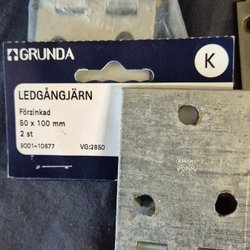 GRUNDA
K
LEDGÅNGJÄRN
Förzinkad
50 x 100 mm
2 st
9001-10877 VG:2850